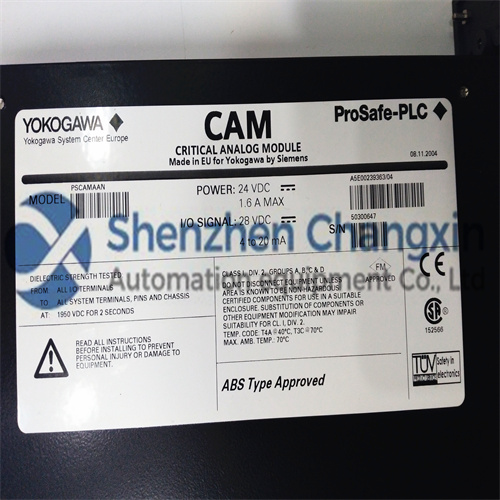 YOKOGAWA
Yokogawa System Center Europe
CAM
CRITICAL ANALOG MODULE
Made in EU for Yokogawa by Siemens
ProSafe-PLC
08.11.2004
MODEL
PSCAMAAN
POWER: 24 VDC
1.6 A MAX
I/O SIGNAL: 28 VDC
4 to 20 mA
A5E00239363/04
50300647
S/N
Shenzhen Changxin
Automation Equipment Co., Ltd
DIELECTRIC STRENGTH TESTED
FROM ALL I/O TERMINALS
TO ALL SYSTEM TERMINALS, PINS AND CHASSIS
AT 1950 VDC FOR 2 SECONDS
CLASS I, DIV. 2, GROUPS A, B, C & D
DO NOT DISCONNECT EQUIPMENT UNLESS
AREA IS KNOWN TO BE NON-HAZARDOUS
CERTIFIED COMPONENTS FOR USE IN A SUITABLE
ENCLOSURE. SUBSTITUTION OF COMPONENTS OR
OTHER EQUIPMENT MODIFICATION MAY IMPAIR
SUITABILITY FOR CL. I, DIV. 2.
TEMP. CODE: T4A @ 40°C, T3C @ 70°C
MAX. AMB. TEMP.: 70°C
FM
APPROVED
152566
READ ALL INSTRUCTIONS
BEFORE INSTALLING TO PREVENT
INJURY OR DAMAGE TO
EQUIPMENT.
ABS Type Approved
TÜV
Safety in
electronics